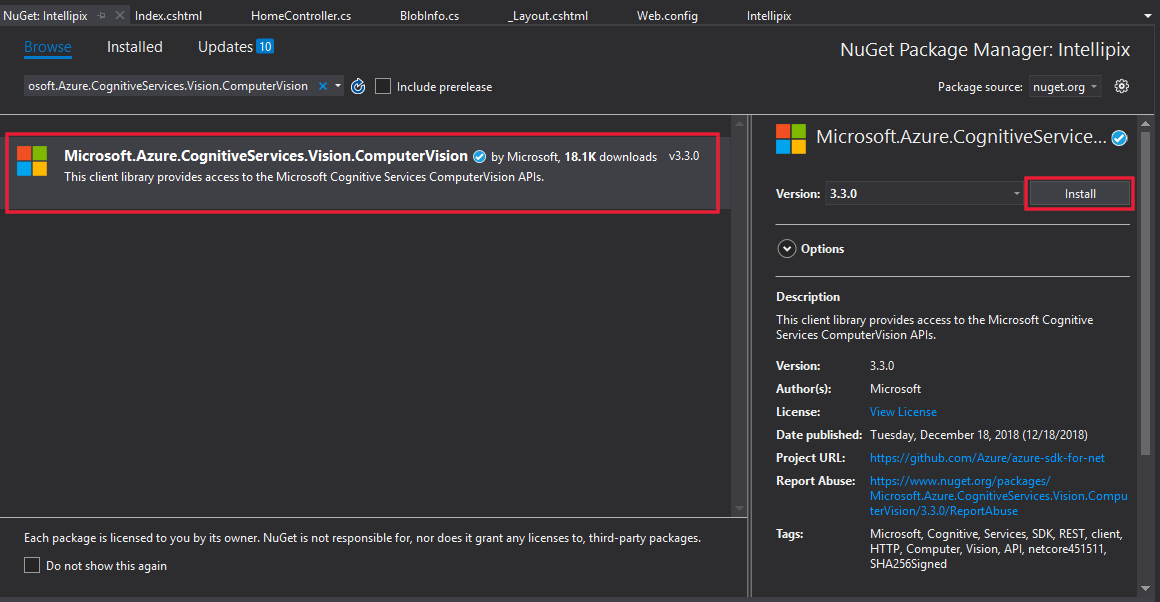 NuGet: Intellipix
Index.cshtml
HomeController.cs
BlobInfo.cs
_Layout.cshtml
Web.config
Intellipix
Browse
Installed
Updates 10
NuGet Package Manager: Intellipix
osoft.Azure.CognitiveServices.Vision.ComputerVision
Include prerelease
Package source: nuget.org
Microsoft.Azure.CognitiveServices.Vision.ComputerVision by Microsoft, 18.1K downloads v3.3.0
This client library provides access to the Microsoft Cognitive Services ComputerVision APIs.
Each package is licensed to you by its owner. NuGet is not responsible for, nor does it grant any licenses to, third-party packages.
Do not show this again
Microsoft.Azure.CognitiveService...
Version: 3.3.0
Install
Options
Description
This client library provides access to the Microsoft Cognitive
Services ComputerVision APIs.
Version: 3.3.0
Author(s): Microsoft
License: View License
Date published: Tuesday, December 18, 2018 (12/18/2018)
Project URL: https://github.com/Azure/azure-sdk-for-net
Report Abuse: https://www.nuget.org/packages/
Microsoft.Azure.CognitiveServices.Vision.Compu
terVision/3.3.0/ReportAbuse
Tags: Microsoft, Cognitive, Services, SDK, REST, client,
HTTP, Computer, Vision, API, netcore451511,
SHA256Signed